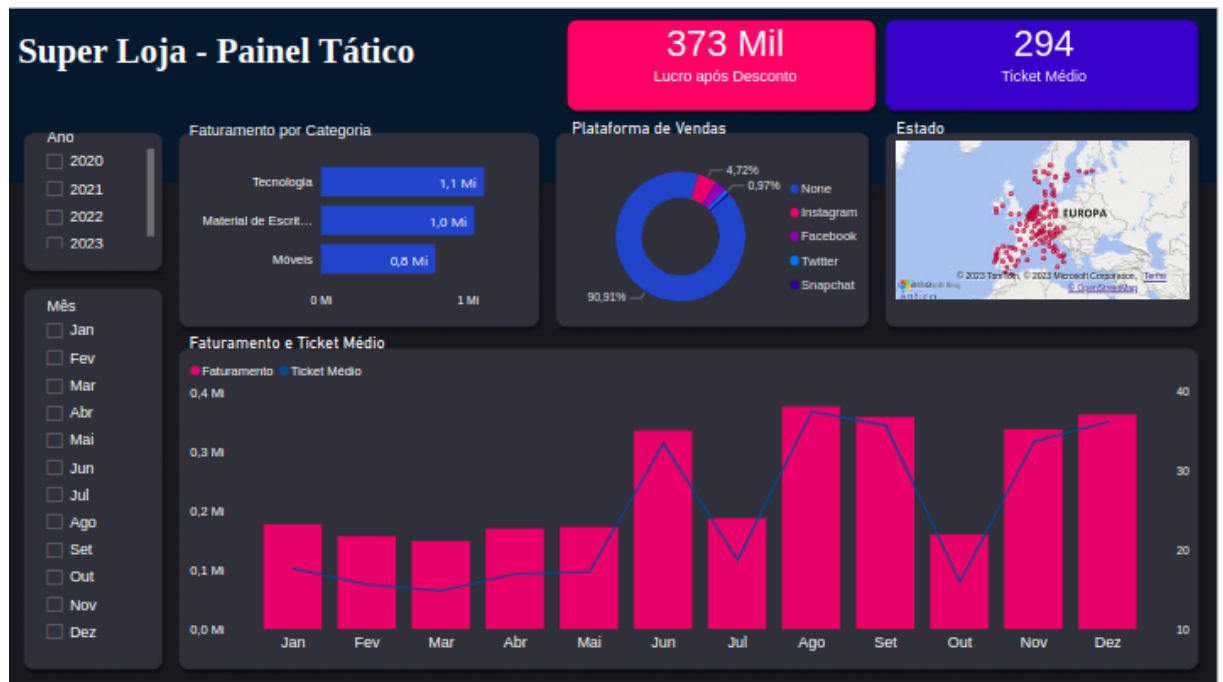 Super Loja - Painel Tático
373 Mil
Lucro após Desconto
294
Ticket Médio
Ano
2020
2021
2022
2023
Mês
Jan
Fev
Mar
Abr
Mai
Jun
Jul
Ago
Set
Out
Nov
Dez
Faturamento por Categoria
Tecnologia 1,1 Mi
Material de Escrit... 1,0 Mi
Móveis 0,8 Mi
0 Mi 1 Mi
Plataforma de Vendas
4,72%
0,97%
90,91%
None
Instagram
Facebook
Twitter
Snapchat
Estado
EUROPA
© 2023 TomTom, © 2023 Microsoft Corporation, Terms
© OpenStreetMap
Faturamento e Ticket Médio
Faturamento Ticket Médio
0,4 Mi 40
0,3 Mi 30
0,2 Mi 20
0,1 Mi
0,0 Mi 10
Jan Fev Mar Abr Mai Jun Jul Ago Set Out Nov Dez